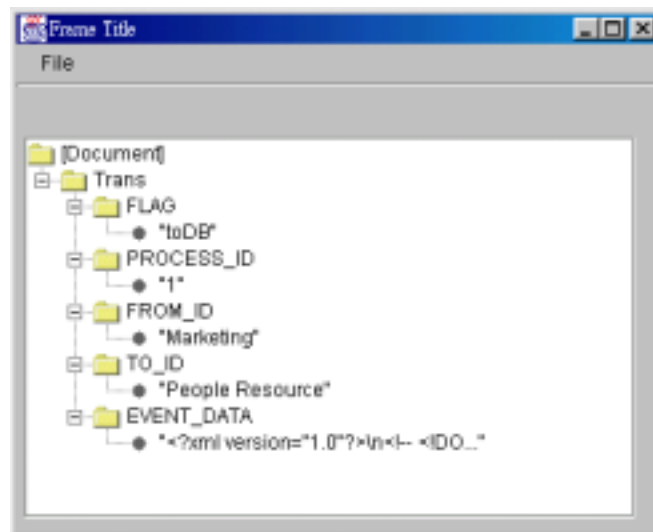 Frame Title
File
[Document]
Trans
FLAG
"toDB"
PROCESS_ID
"1"
FROM_ID
"Marketing"
TO_ID
"People Resource"
EVENT_DATA
"<?xml version="1.0"?>\n<!-- <!DO..."